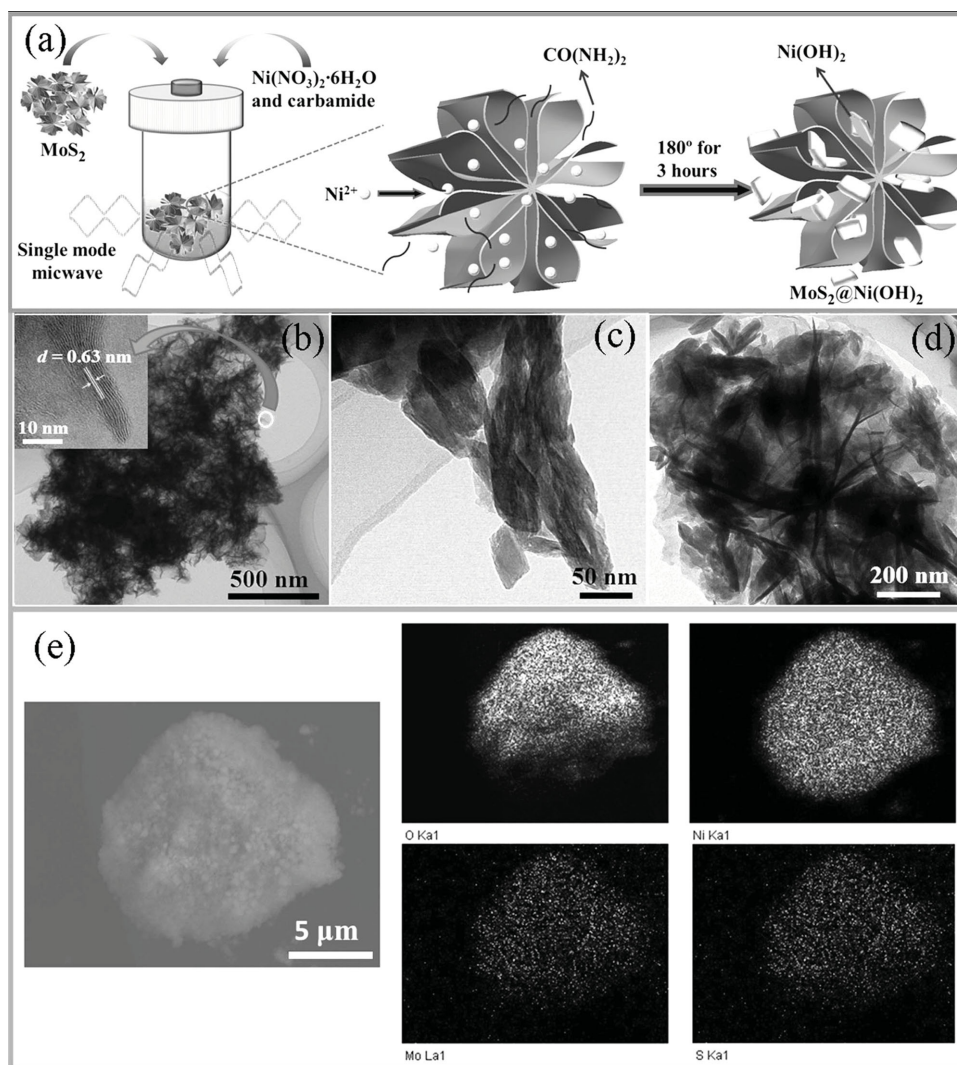 (a)
MoS2
Ni(NO3)2·6H2O
and carbamide
Single mode
micwave
CO(NH2)2
Ni2+
180º for
3 hours
Ni(OH)2
MoS2@Ni(OH)2
(b)
d = 0.63 nm
10 nm
500 nm
(c)
50 nm
(d)
200 nm
(e)
5 µm
O Ka1
Ni Ka1
Mo La1
S Ka1